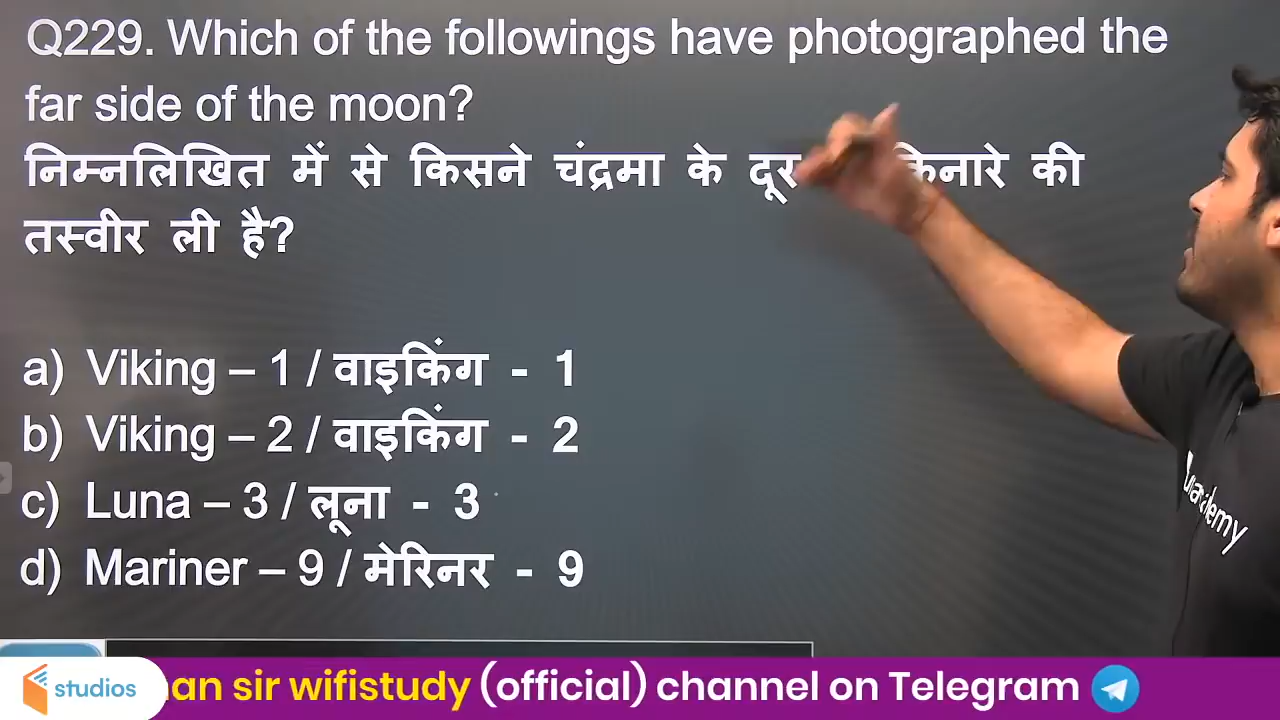 Q229. Which of the followings have photographed the
far side of the moon?
निम्नलिखित में से किसने चंद्रमा के किनारे की
तस्वीर ली है?
a) Viking – 1 / वाइकिंग - 1
b) Viking – 2 / वाइकिंग - 2
c) Luna – 3 / लूना - 3
d) Mariner – 9 / मेरिनर - 9
studios
sir wifistudy (official) channel on Telegram